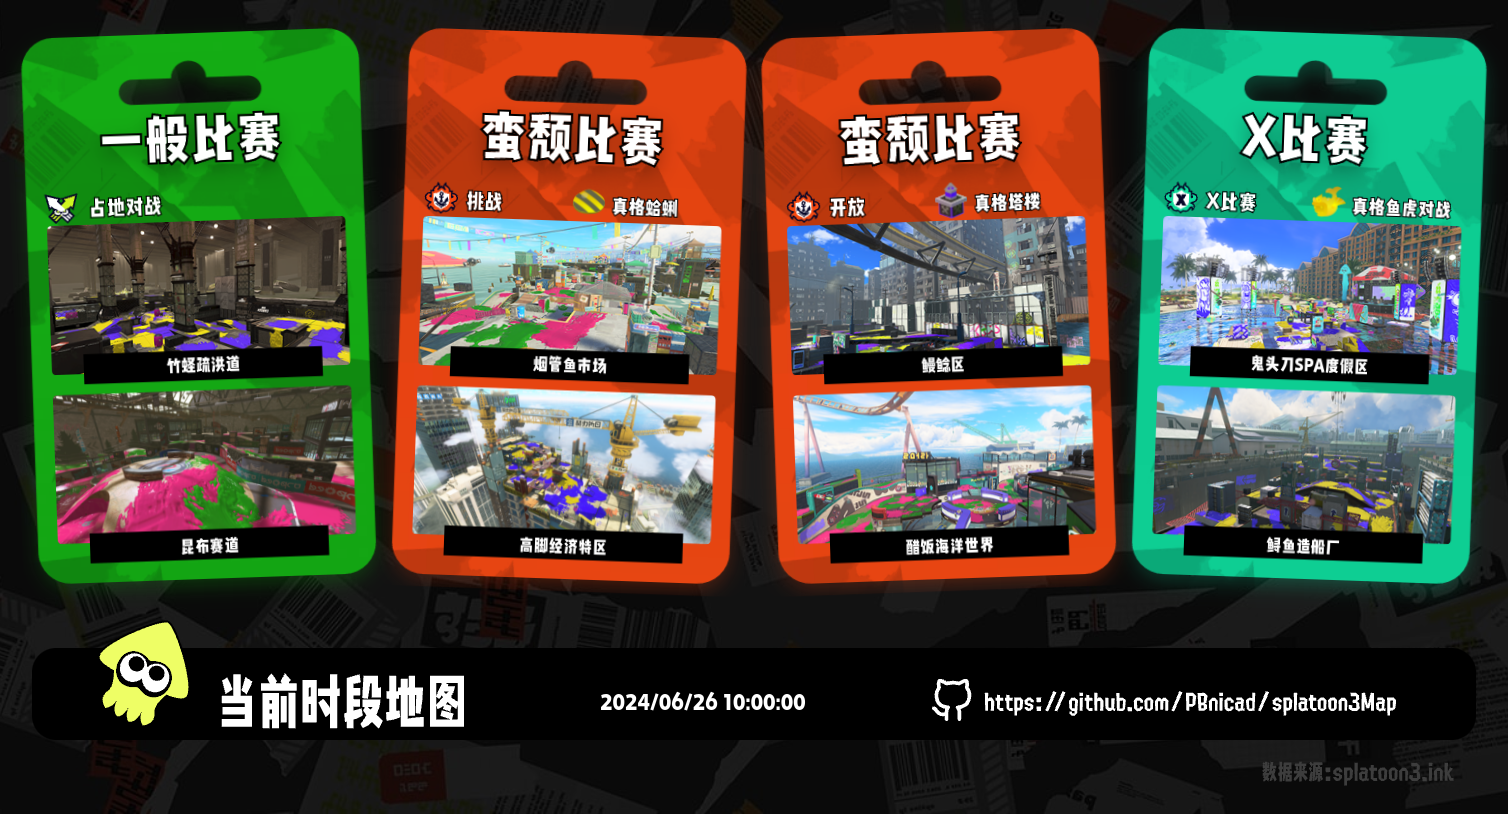 一般比赛
占地对战
竹蛏疏洪道
昆布赛道
蛮颓比赛
挑战
真格蛤蜊
烟管鱼市场
高脚经济特区
蛮颓比赛
开放
真格塔楼
鳗鲶区
醋饭海洋世界
X比赛
X比赛
真格鱼虎对战
鬼头刀SPA度假区
鲟鱼造船厂
当前时段地图
2024/06/26 10:00:00
https://github.com/PBnicad/splatoon3Map
数据来源:splatoon3.ink